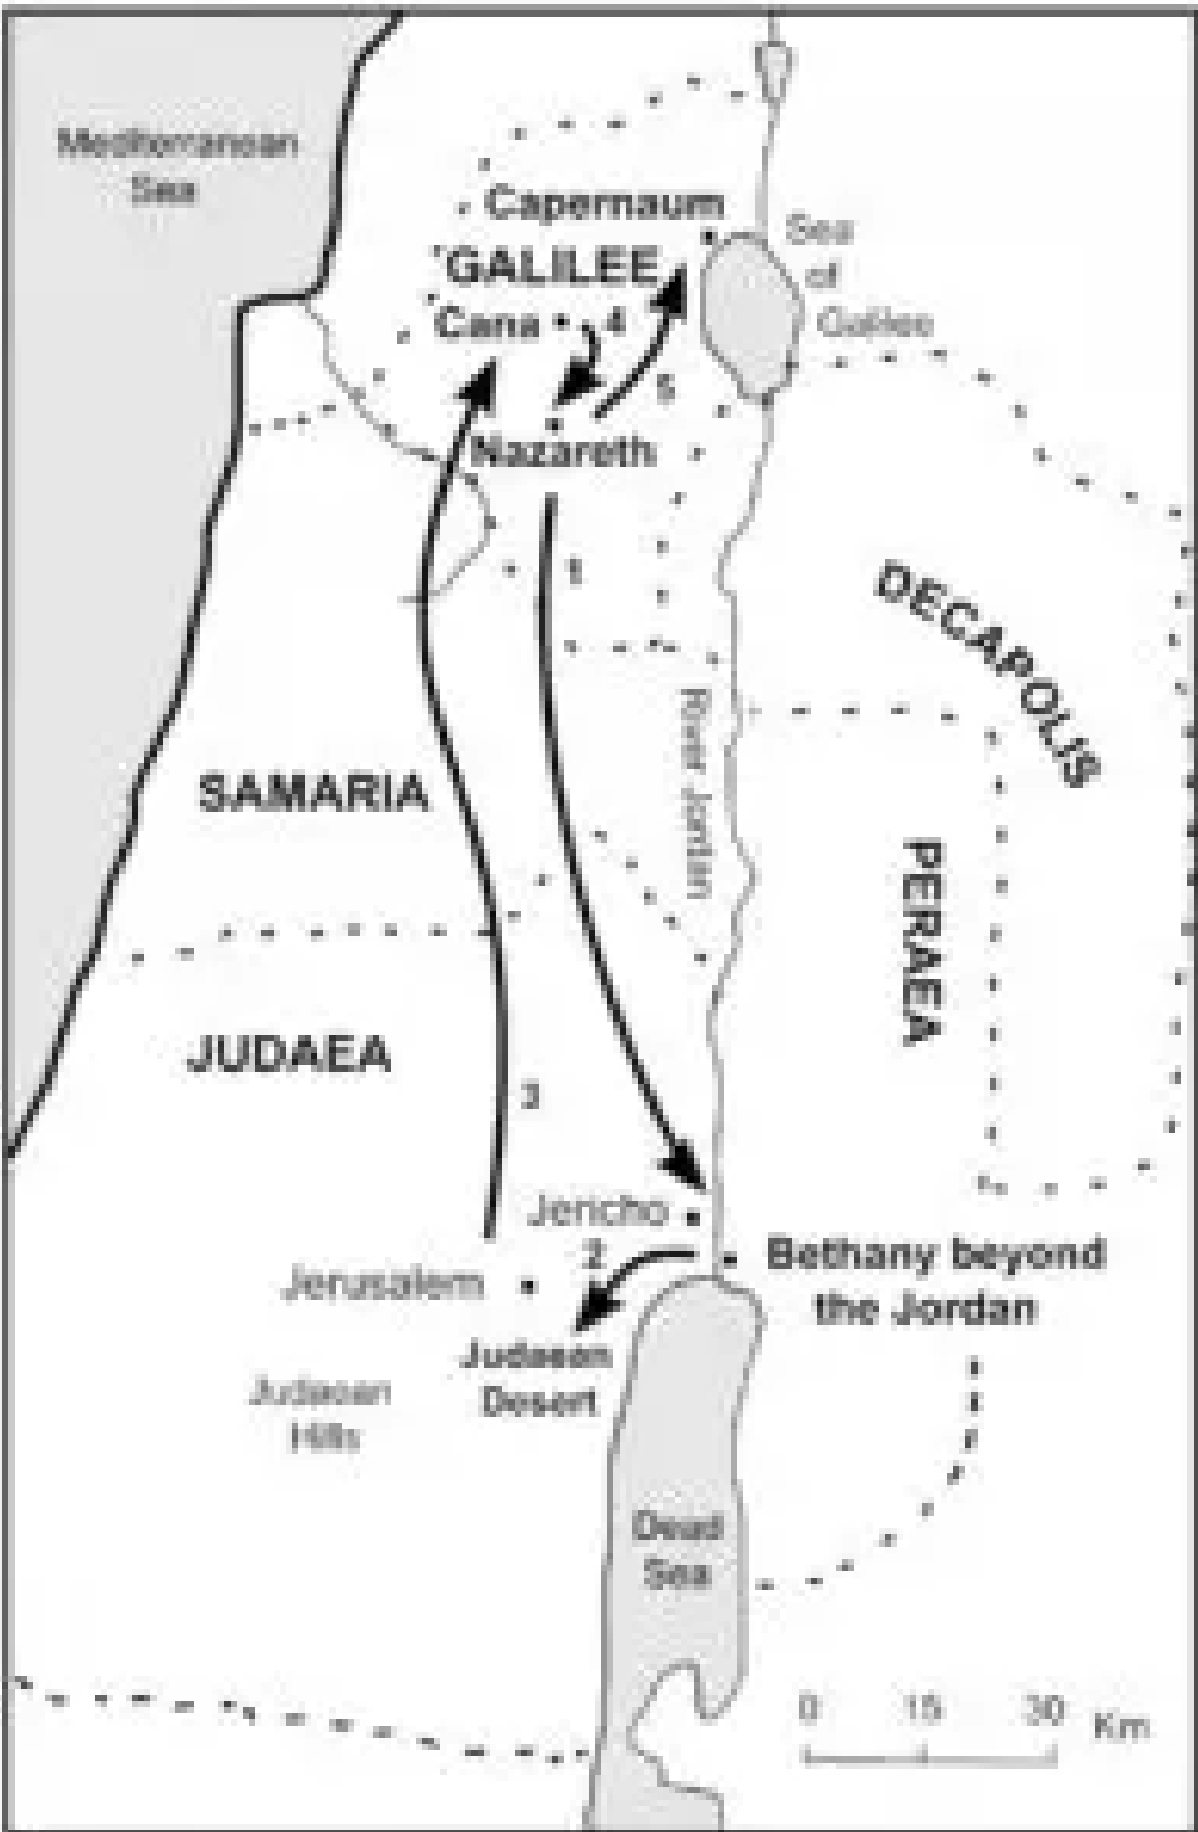 Mediterranean
Sea
Capernaum
Sea
of
Galilee
GALILEE
Cana
4
5
Nazareth
1
DECAPOLIS
River Jordan
SAMARIA
PERAEA
JUDAEA
3
Jericho
2
Bethany beyond
the Jordan
Jerusalem
Judaean
Desert
Judaean
Hills
Dead
Sea
0 15 30 Km